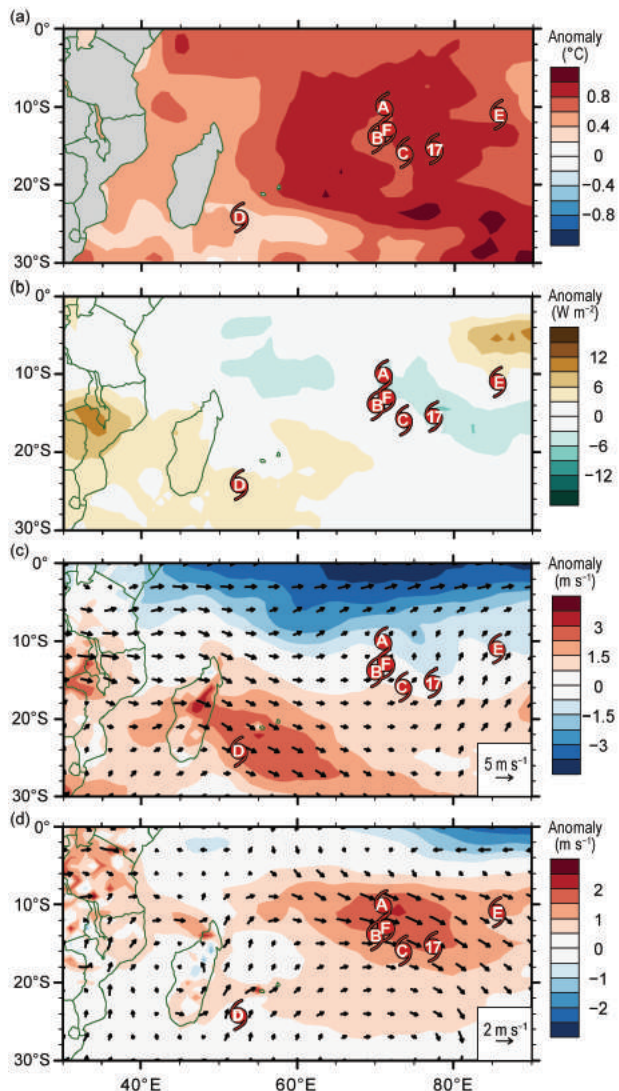 (a)
Anomaly
(°C)
0°
10°S
20°S
30°S
A
B
F
C
17
E
D
0.8
0.4
0
−0.4
−0.8
(b)
Anomaly
(W m⁻²)
0°
10°S
20°S
30°S
A
B
F
C
17
E
D
12
6
0
−6
−12
(c)
Anomaly
(m s⁻¹)
0°
10°S
20°S
30°S
A
B
F
C
17
E
D
5 m s⁻¹
3
1.5
0
−1.5
−3
(d)
Anomaly
(m s⁻¹)
0°
10°S
20°S
30°S
A
B
F
C
17
E
D
2 m s⁻¹
2
1
0
−1
−2
40°E 60°E 80°E